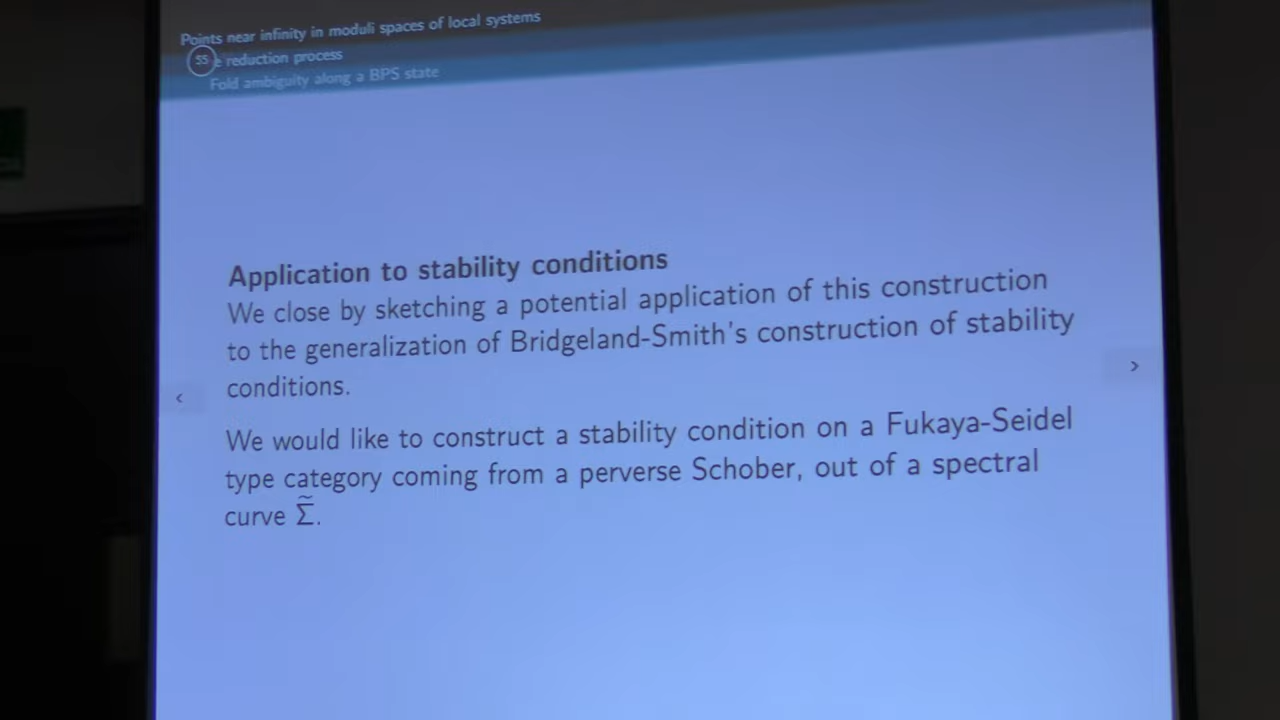 Points near infinity in moduli spaces of local systems
55 e reduction process
Fold ambiguity along a BPS state
Application to stability conditions
We close by sketching a potential application of this construction
to the generalization of Bridgeland-Smith's construction of stability
conditions.
We would like to construct a stability condition on a Fukaya-Seidel
type category coming from a perverse Schober, out of a spectral
curve Σ̃.